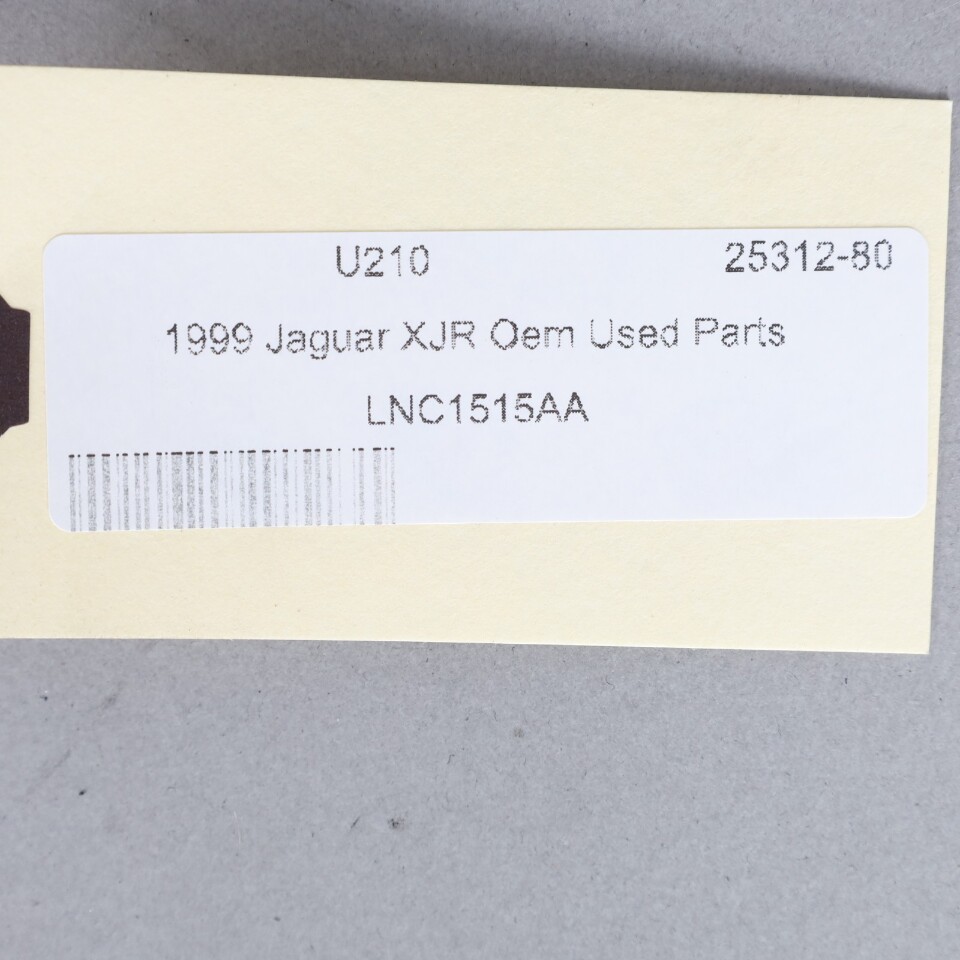 U210 25312-80
1999 Jaguar XJR Oem Used Parts
LNC1515AA